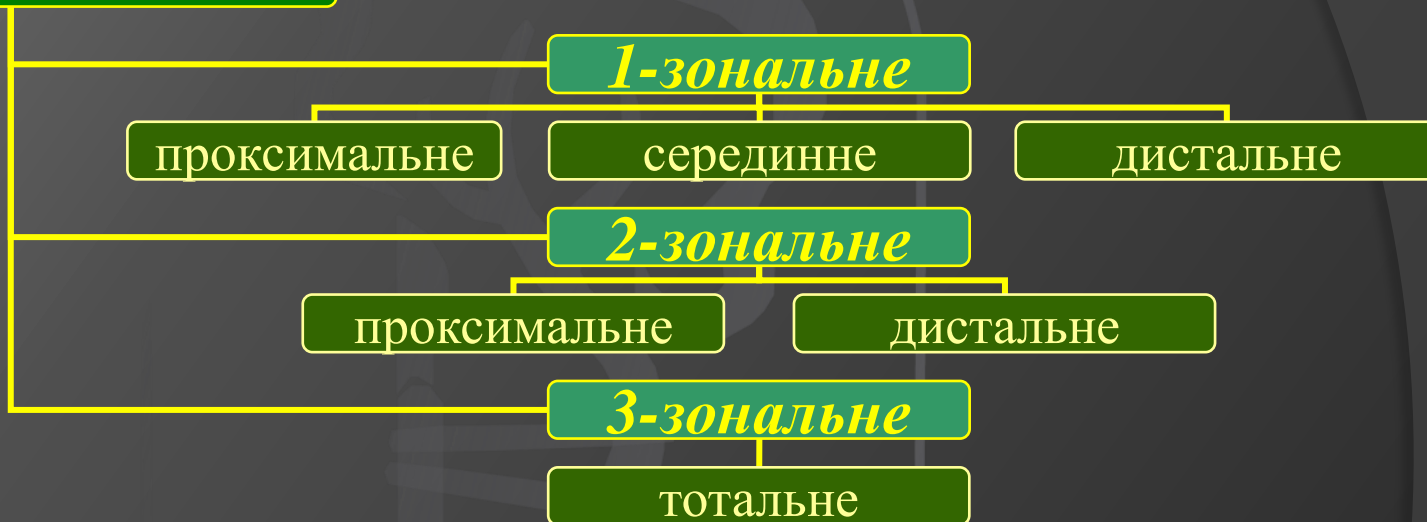 1-зональне
проксимальне
серединне
дистальне
2-зональне
проксимальне
дистальне
3-зональне
тотальне